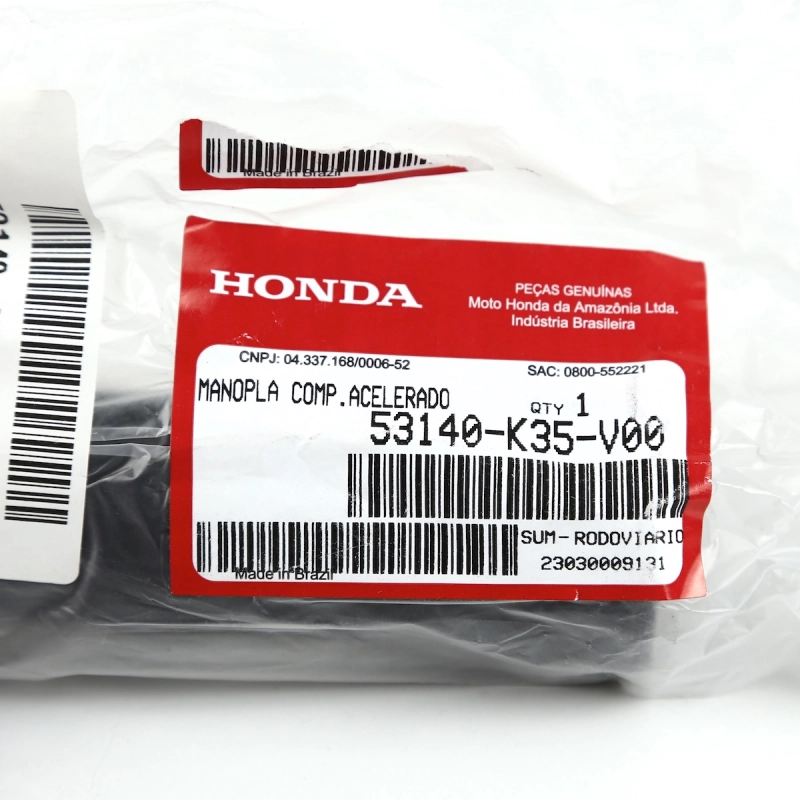 Made in Brazil
HONDA
PEÇAS GENUÍNAS
Moto Honda da Amazônia Ltda.
Indústria Brasileira
CNPJ: 04.337.168/0006-52
SAC: 0800-552221
MANOPLA COMP.ACELERADO
QTY 1
53140-K35-V00
SUM-RODOVIARIO
23030009131
Made in Brazil